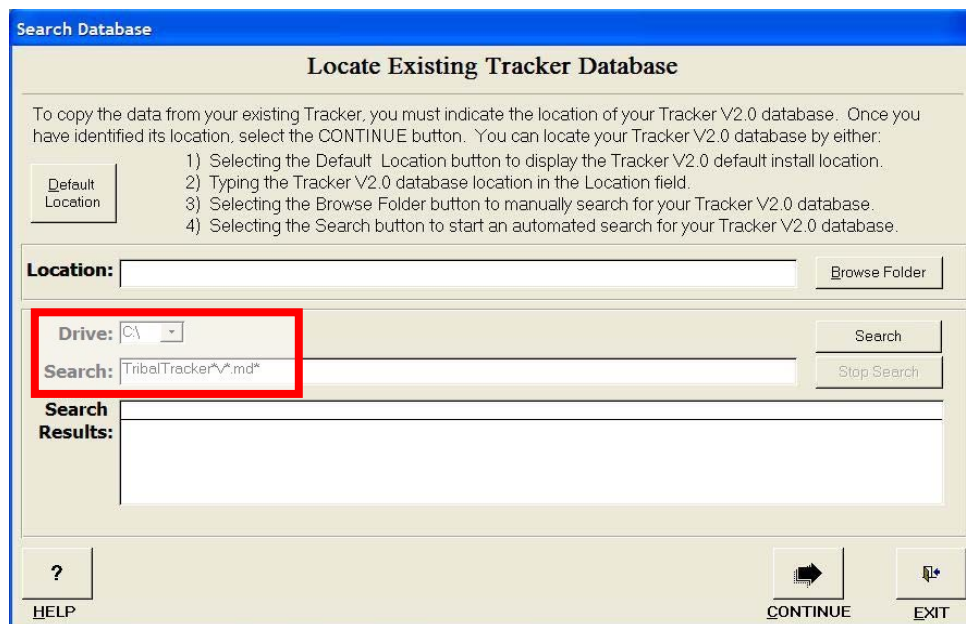 Search Database
Locate Existing Tracker Database
To copy the data from your existing Tracker, you must indicate the location of your Tracker V2.0 database. Once you
have identified its location, select the CONTINUE button. You can locate your Tracker V2.0 database by either:
1) Selecting the Default Location button to display the Tracker V2.0 default install location.
2) Typing the Tracker V2.0 database location in the Location field.
3) Selecting the Browse Folder button to manually search for your Tracker V2.0 database.
4) Selecting the Search button to start an automated search for your Tracker V2.0 database.
Default
Location
Location:
Browse Folder
Drive: C:\
Search
Search: TribalTracker*V*.md*
Stop Search
Search
Results:
?
HELP
CONTINUE
EXIT